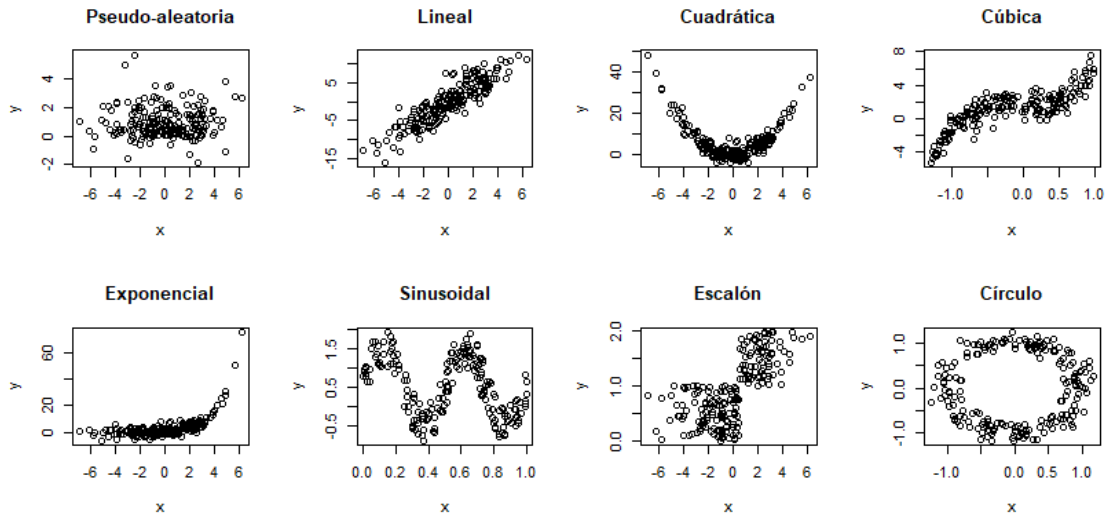 Pseudo-aleatoria
Lineal
Cuadrática
Cúbica
y
4
2
0
-2
-6 -4 -2 0 2 4 6
x
y
5
-5
-15
-6 -4 -2 0 2 4 6
x
y
40
20
0
-6 -4 -2 0 2 4 6
x
y
8
4
0
-4
-1.0 0.0 0.5 1.0
x
Exponencial
Sinusoidal
Escalón
Círculo
y
60
20
0
-6 -4 -2 0 2 4 6
x
y
1.5
0.5
-0.5
0.0 0.2 0.4 0.6 0.8 1.0
x
y
2.0
1.0
0.0
-6 -4 -2 0 2 4 6
x
y
1.0
0.0
-1.0
-1.0 0.0 0.5 1.0
x